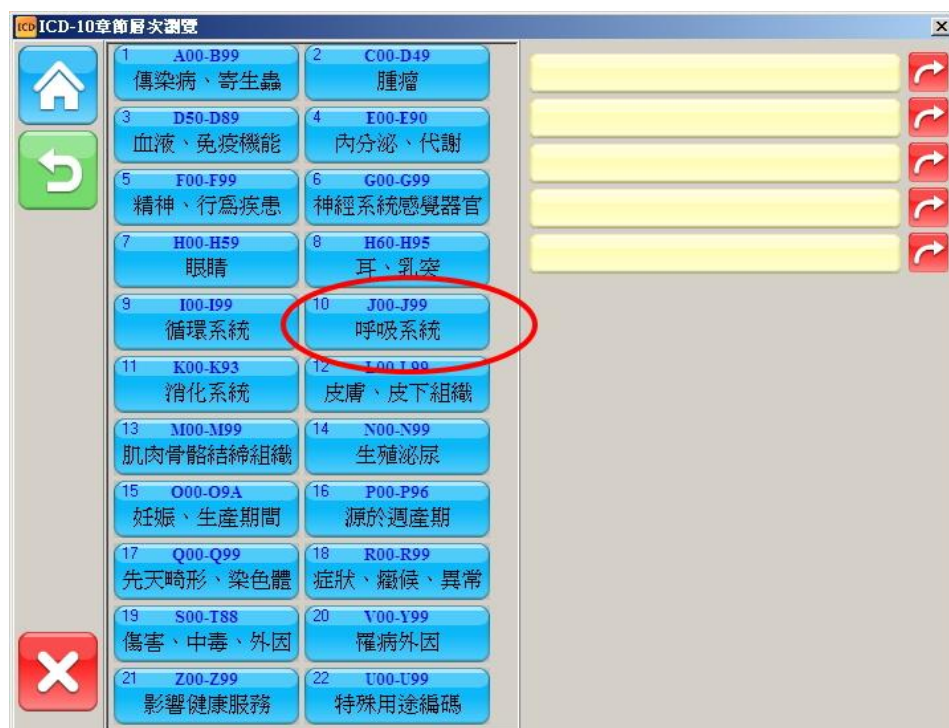 ICD ICD-10章節層次瀏覽
1 A00-B99
傳染病、寄生蟲
2 C00-D49
腫瘤
3 D50-D89
血液、免疫機能
4 E00-E90
內分泌、代謝
5 F00-F99
精神、行為疾患
6 G00-G99
神經系統感覺器官
7 H00-H59
眼睛
8 H60-H95
耳、乳突
9 I00-I99
循環系統
10 J00-J99
呼吸系統
11 K00-K93
消化系統
12 L00-L99
皮膚、皮下組織
13 M00-M99
肌肉骨骼結締組織
14 N00-N99
生殖泌尿
15 O00-O9A
妊娠、生產期間
16 P00-P96
源於週產期
17 Q00-Q99
先天畸形、染色體
18 R00-R99
症狀、癥候、異常
19 S00-T88
傷害、中毒、外因
20 V00-Y99
罹病外因
21 Z00-Z99
影響健康服務
22 U00-U99
特殊用途編碼